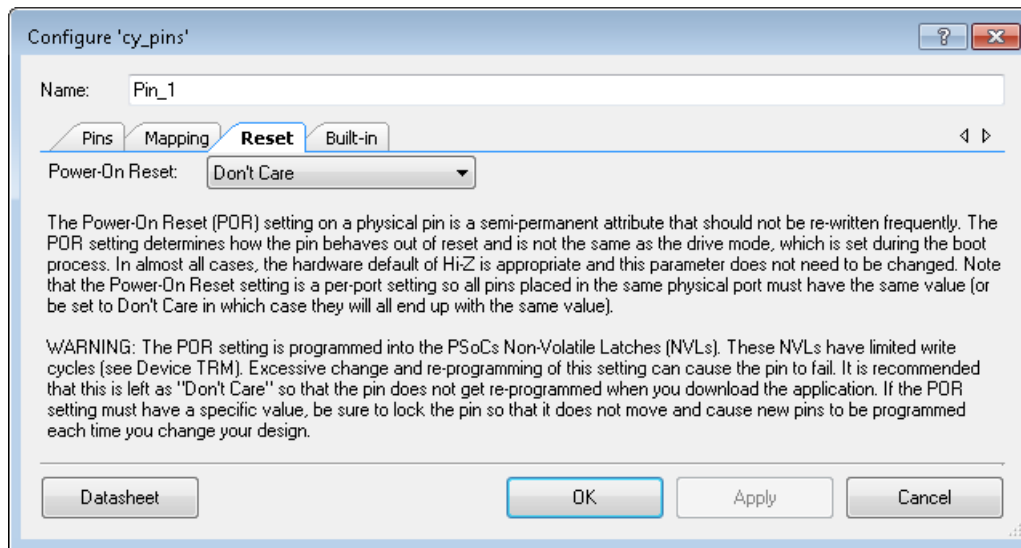 Configure 'cy_pins'
Name: Pin_1
Pins Mapping Reset Built-in
Power-On Reset: Don't Care
The Power-On Reset (POR) setting on a physical pin is a semi-permanent attribute that should not be re-written frequently. The
POR setting determines how the pin behaves out of reset and is not the same as the drive mode, which is set during the boot
process. In almost all cases, the hardware default of Hi-Z is appropriate and this parameter does not need to be changed. Note
that the Power-On Reset setting is a per-port setting so all pins placed in the same physical port must have the same value (or
be set to Don't Care in which case they will all end up with the same value).
WARNING: The POR setting is programmed into the PSoCs Non-Volatile Latches (NVLs). These NVLs have limited write
cycles (see Device TRM). Excessive change and re-programming of this setting can cause the pin to fail. It is recommended
that this is left as "Don't Care" so that the pin does not get re-programmed when you download the application. If the POR
setting must have a specific value, be sure to lock the pin so that it does not move and cause new pins to be programmed
each time you change your design.
Datasheet OK Apply Cancel